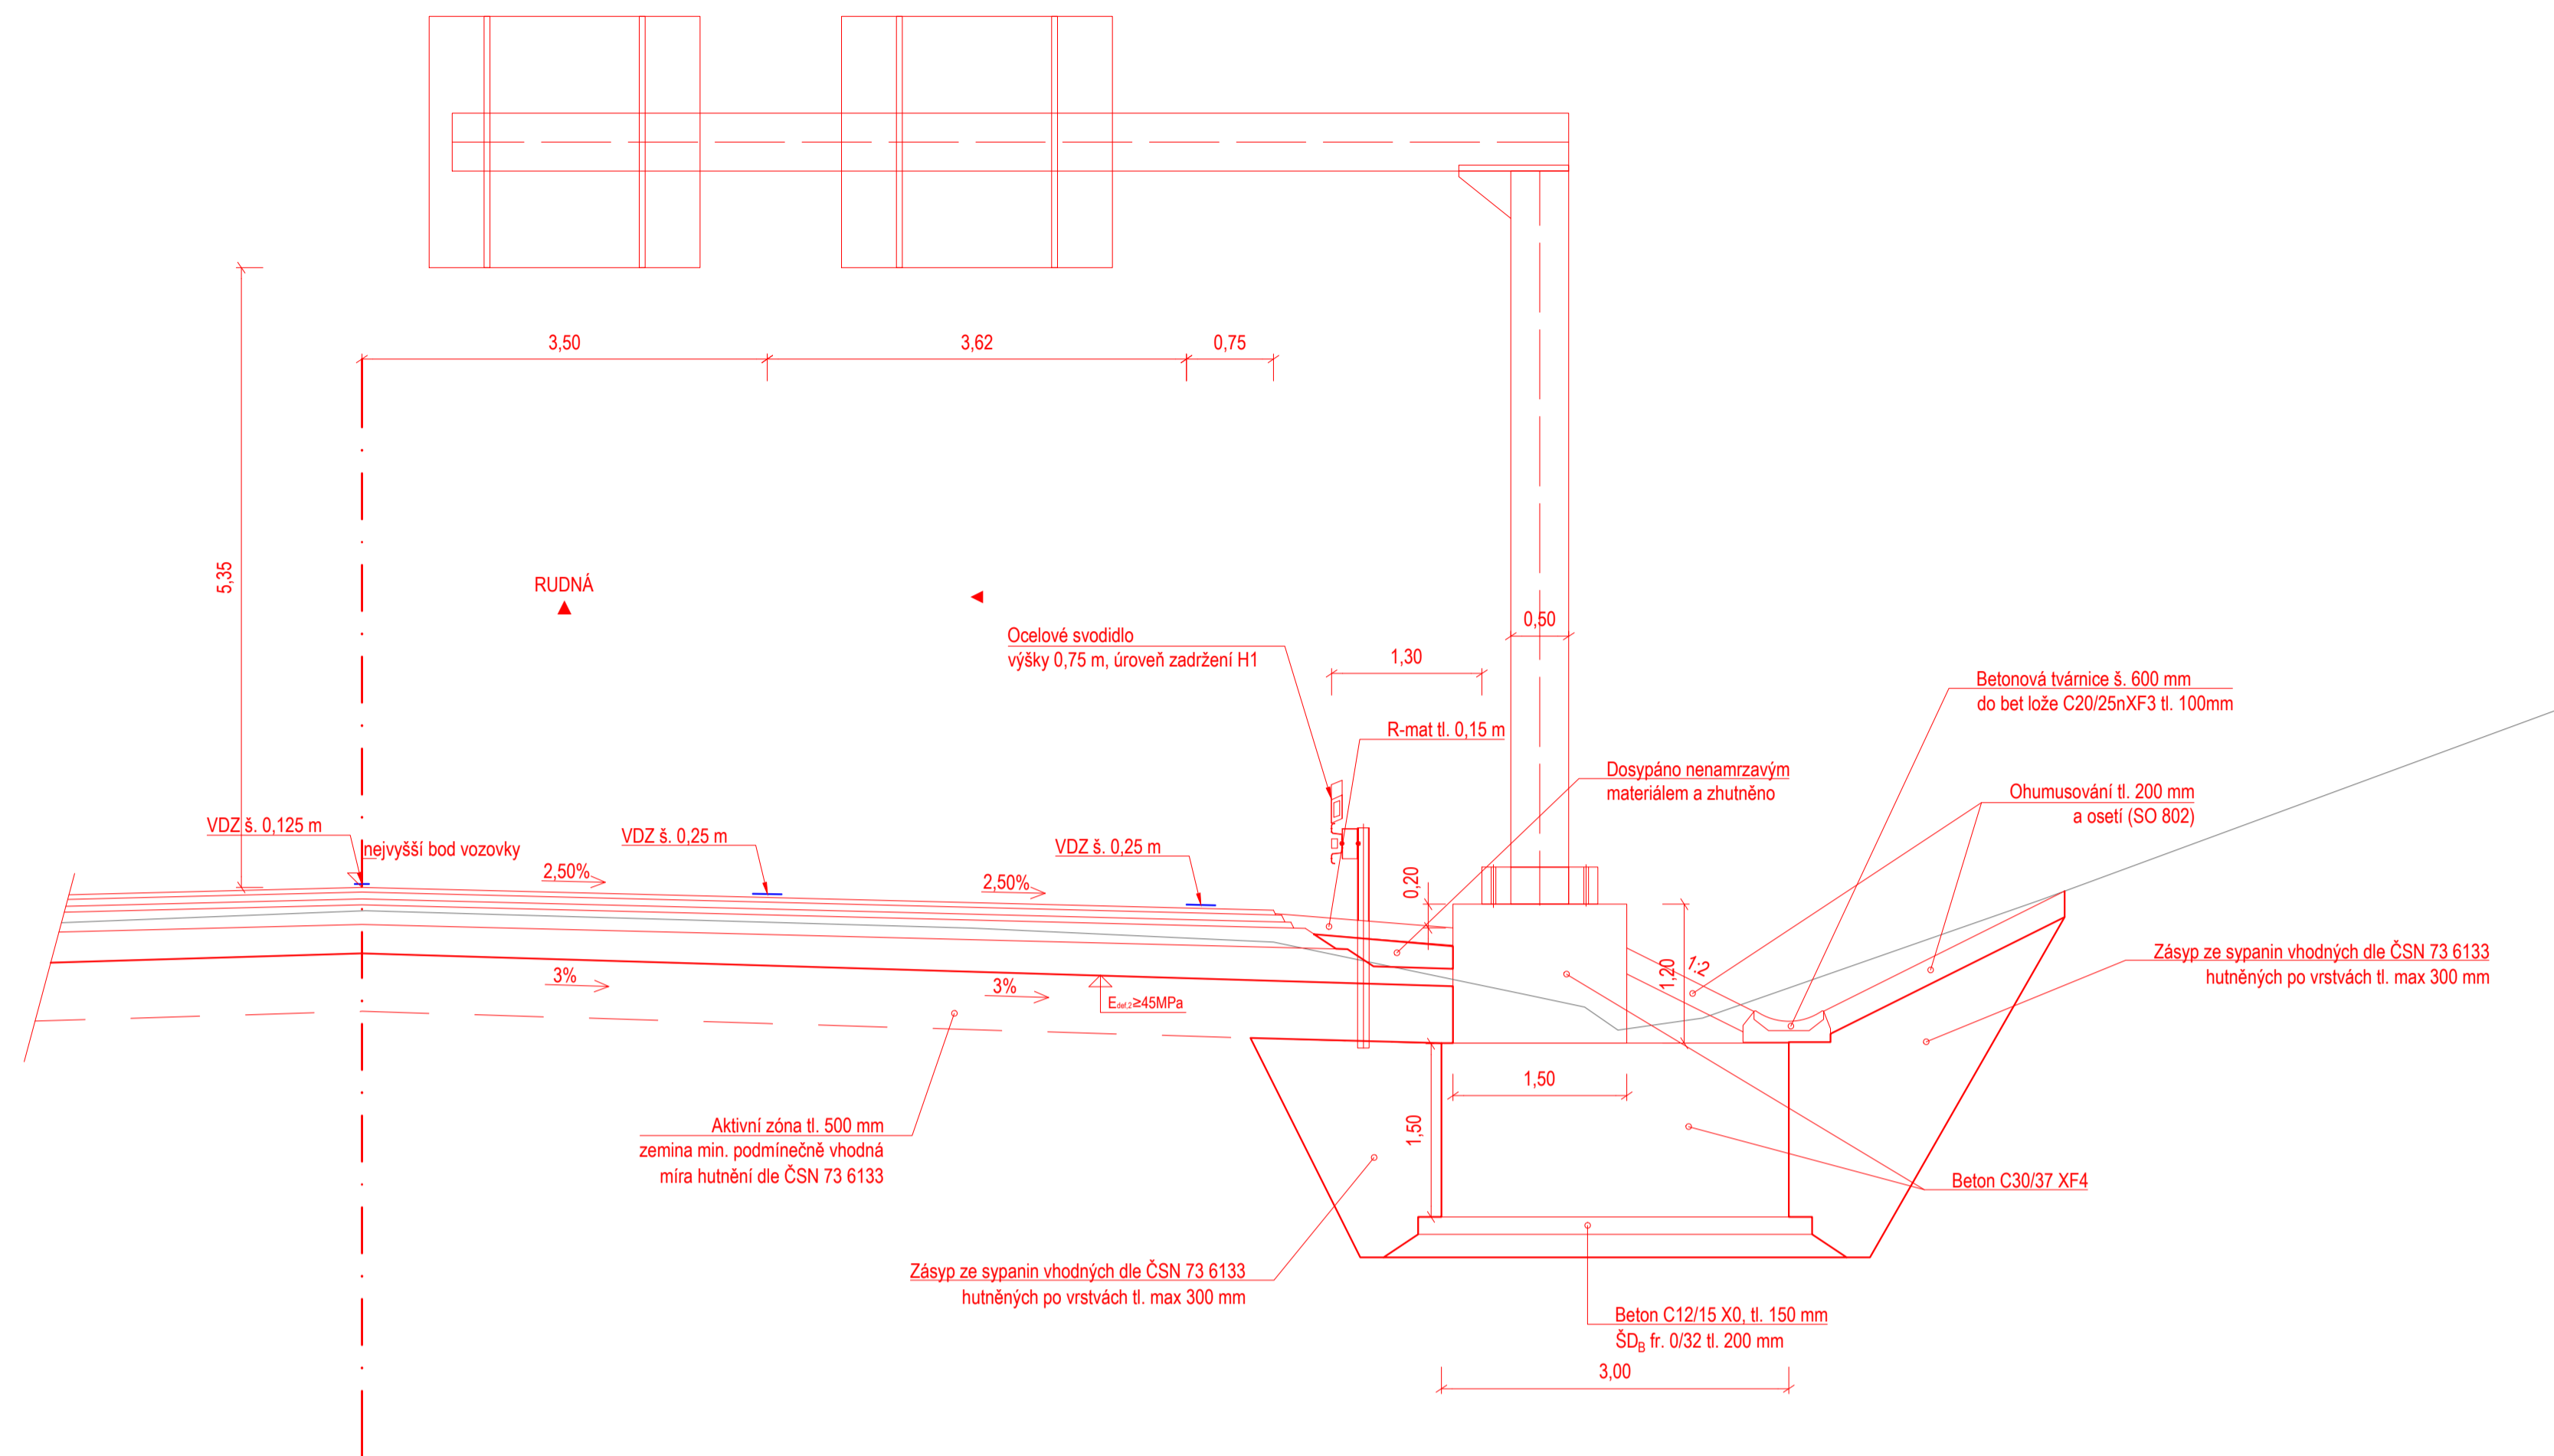 3,50
3,62
0,75
5,35
RUDNÁ
0,50
Ocelové svodidlo
výšky 0,75 m, úroveň zadržení H1
1,30
Betonová tvárnice š. 600 mm
do bet lože C20/25nXF3 tl. 100mm
R-mat tl. 0,15 m
Dosypáno nenamrzavým
materiálem a zhutněno
Ohumusování tl. 200 mm
a osetí (SO 802)
VDZ š. 0,125 m
nejvyšší bod vozovky
VDZ š. 0,25 m
VDZ š. 0,25 m
2,50%
2,50%
0,20
1,20
1:2
Zásyp ze sypanin vhodných dle ČSN 73 6133
hutněných po vrstvách tl. max 300 mm
3%
3%
Edef,2≥45MPa
1,50
1,50
Aktivní zóna tl. 500 mm
zemina min. podmínečně vhodná
míra hutnění dle ČSN 73 6133
Beton C30/37 XF4
Zásyp ze sypanin vhodných dle ČSN 73 6133
hutněných po vrstvách tl. max 300 mm
Beton C12/15 X0, tl. 150 mm
ŠDB fr. 0/32 tl. 200 mm
3,00